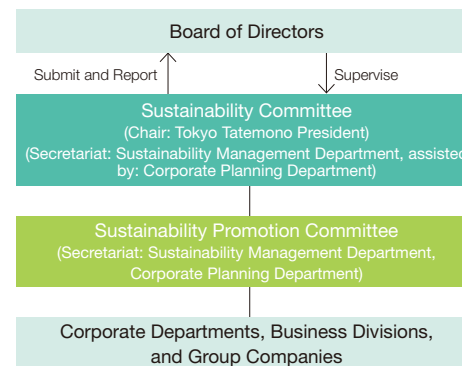 Board of Directors
Submit and Report
Supervise
Sustainability Committee
(Chair: Tokyo Tatemono President)
(Secretariat: Sustainability Management Department, assisted
by: Corporate Planning Department)
Sustainability Promotion Committee
(Secretariat: Sustainability Management Department,
Corporate Planning Department)
Corporate Departments, Business Divisions,
and Group Companies